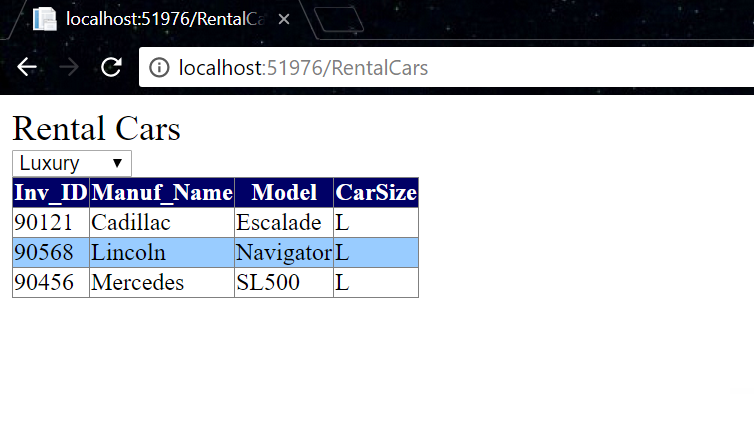 localhost:51976/RentalCa
localhost:51976/RentalCars
Rental Cars
Luxury
Inv_ID Manuf_Name Model CarSize
90121 Cadillac Escalade L
90568 Lincoln Navigator L
90456 Mercedes SL500 L